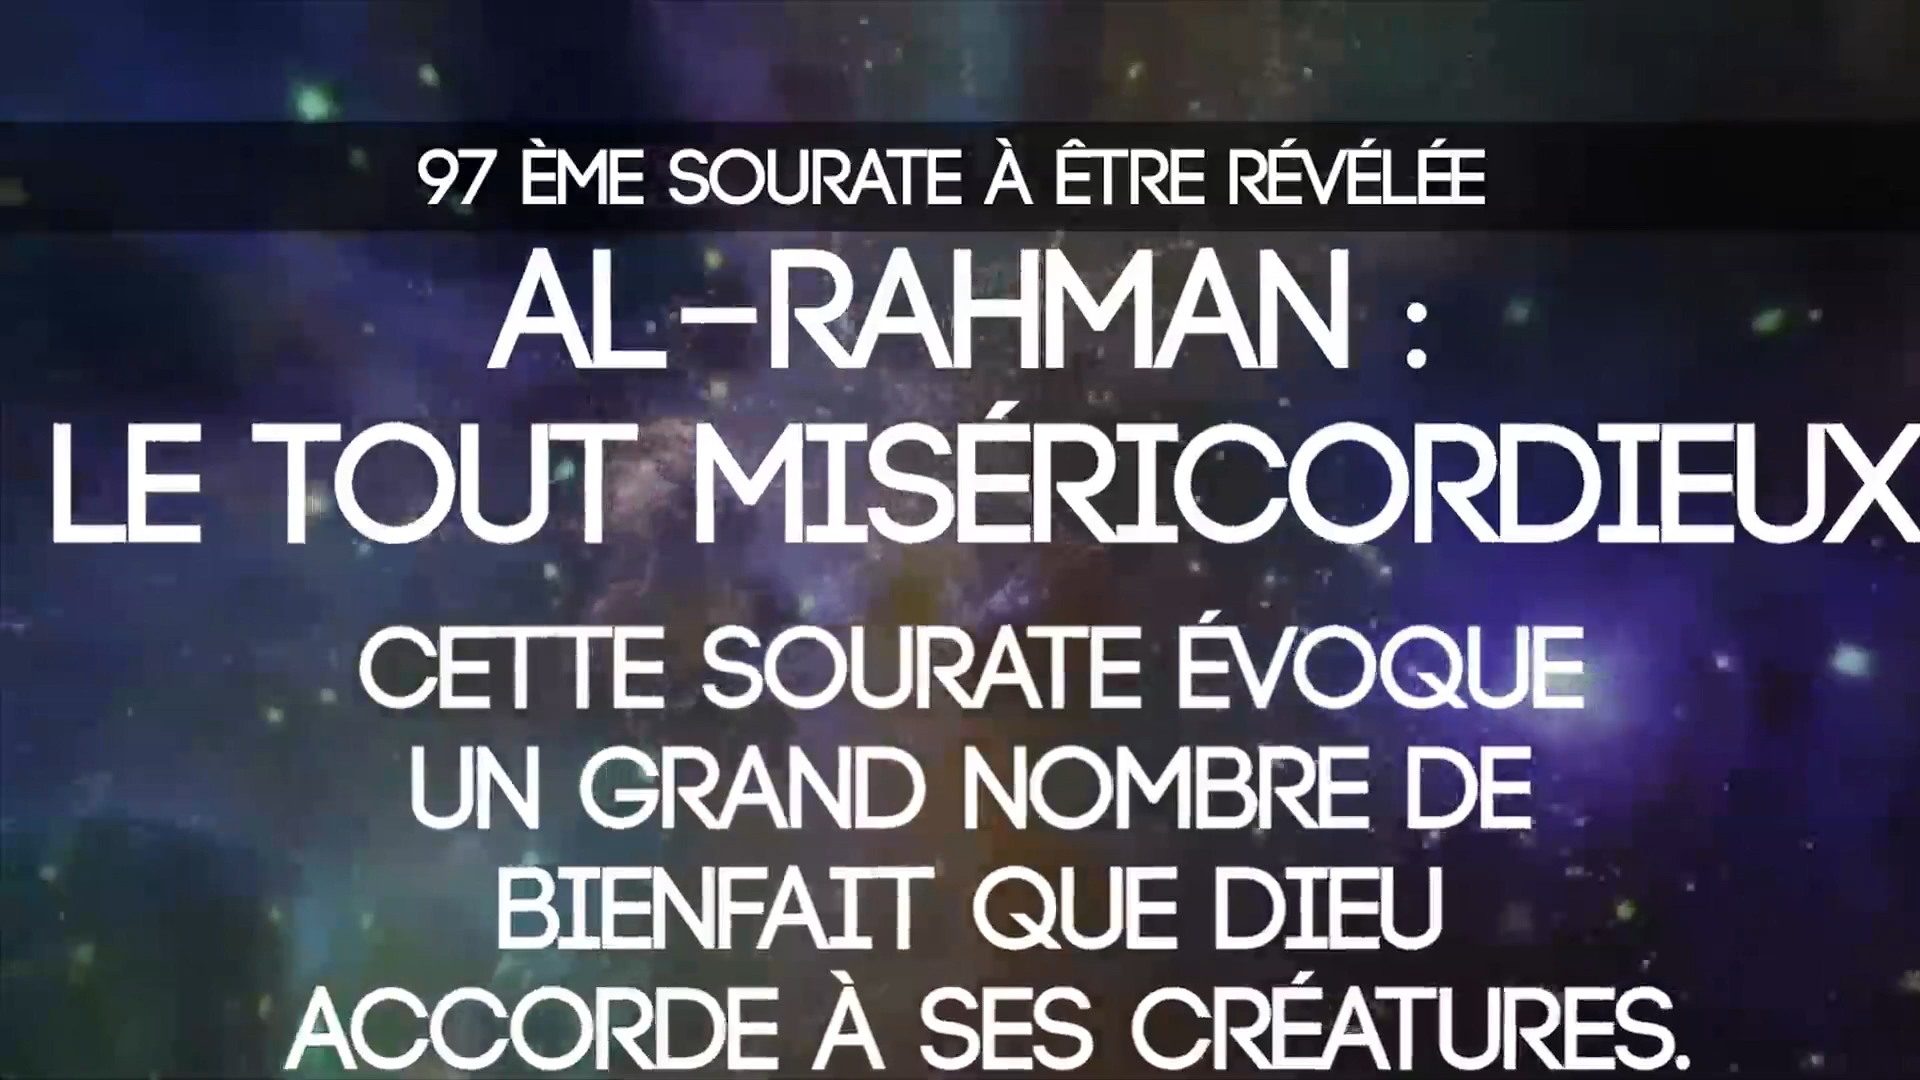 97 ÈME SOURATE À ÊTRE RÉVÉLÉE
AL-RAHMAN :
LE TOUT MISÉRICORDIEUX
CETTE SOURATE ÉVOQUE
UN GRAND NOMBRE DE
BIENFAIT QUE DIEU
ACCORDE À SES CRÉATURES.